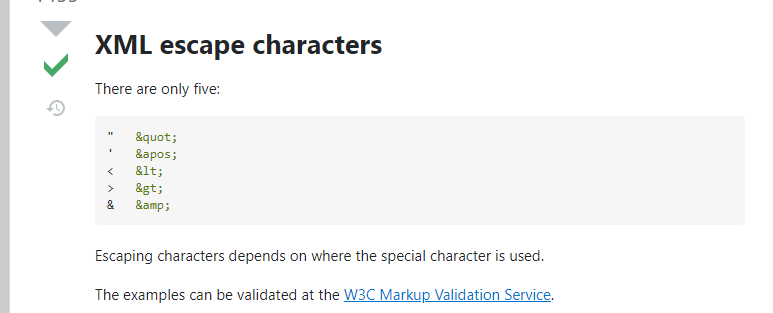 XML escape characters
There are only five:
"   &quot;
'   &apos;
<   &lt;
>   &gt;
&   &amp;
Escaping characters depends on where the special character is used.
The examples can be validated at the W3C Markup Validation Service.